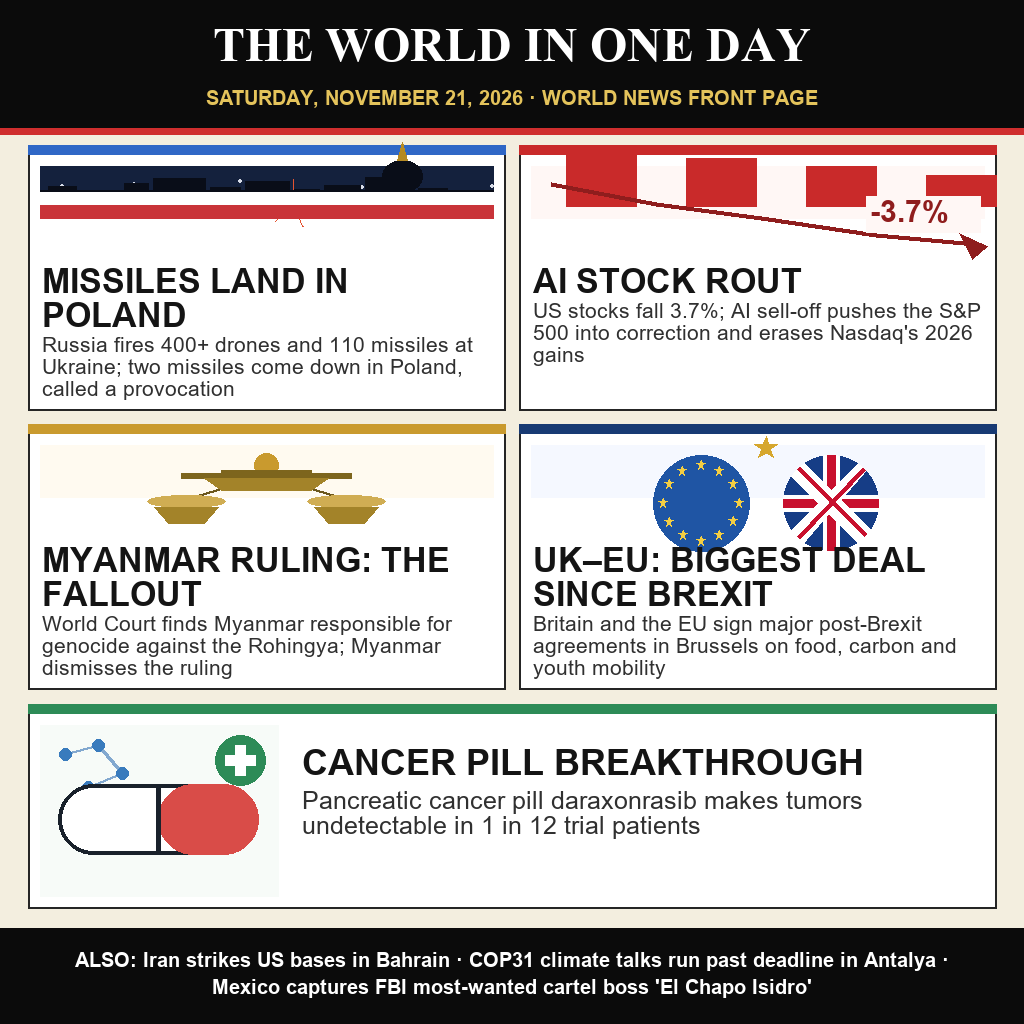 THE WORLD IN ONE DAY
SATURDAY, NOVEMBER 21, 2026 · WORLD NEWS FRONT PAGE
MISSILES LAND IN
POLAND
Russia fires 400+ drones and 110 missiles at
Ukraine; two missiles come down in Poland,
called a provocation
-3.7%
AI STOCK ROUT
US stocks fall 3.7%; AI sell-off pushes the S&P
500 into correction and erases Nasdaq's 2026
gains
MYANMAR RULING: THE
FALLOUT
World Court finds Myanmar responsible for
genocide against the Rohingya; Myanmar
dismisses the ruling
UK–EU: BIGGEST DEAL
SINCE BREXIT
Britain and the EU sign major post-Brexit
agreements in Brussels on food, carbon and
youth mobility
CANCER PILL BREAKTHROUGH
Pancreatic cancer pill daraxonrasib makes tumors
undetectable in 1 in 12 trial patients
ALSO: Iran strikes US bases in Bahrain · COP31 climate talks run past deadline in Antalya ·
Mexico captures FBI most-wanted cartel boss 'El Chapo Isidro'